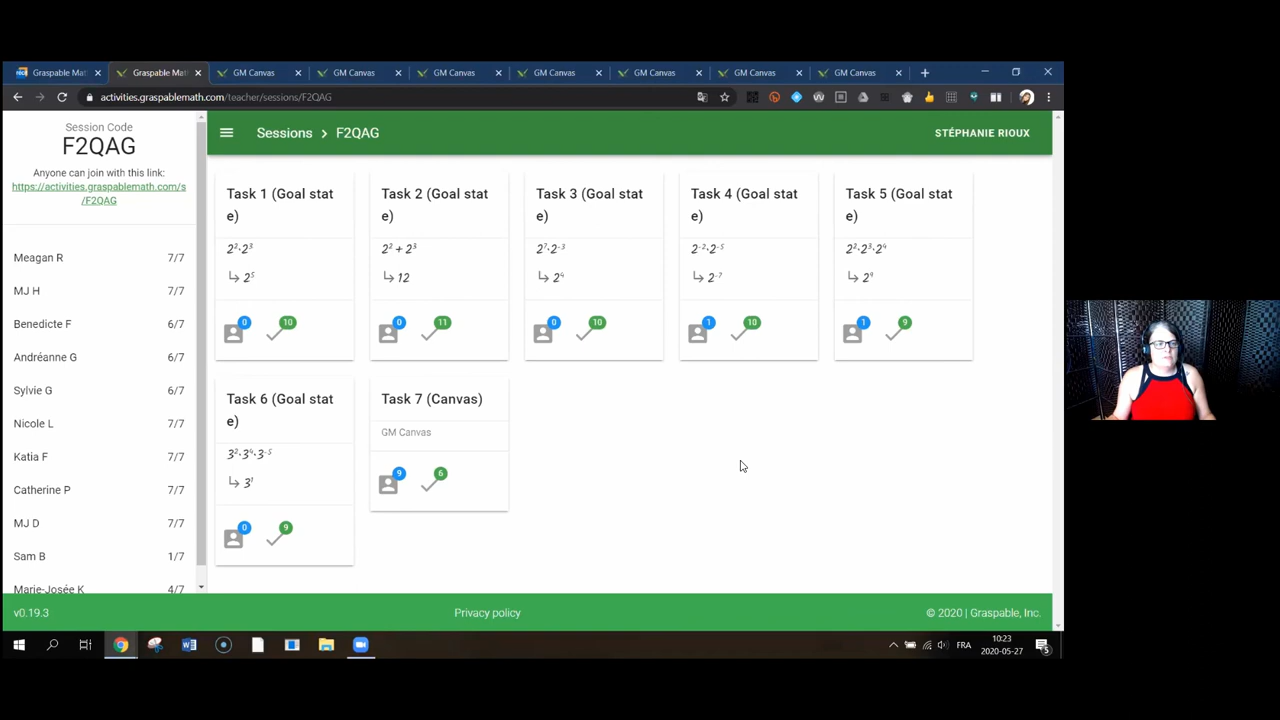 Graspable Mat
Graspable Mat
GM Canvas
GM Canvas
GM Canvas
GM Canvas
GM Canvas
GM Canvas
GM Canvas
activities.graspablemath.com/teacher/sessions/F2QAG
Session Code
F2QAG
Anyone can join with this link:
https://activities.graspablemath.com/s
/F2QAG
Meagan R 7/7
MJ H 7/7
Benedicte F 6/7
Andréanne G 6/7
Sylvie G 6/7
Nicole L 7/7
Katia F 7/7
Catherine P 7/7
MJ D 7/7
Sam B 1/7
Marie-Josée K 4/7
Sessions > F2QAG
STÉPHANIE RIOUX
Task 1 (Goal stat
e)
2²·2³
↳ 2⁵
0 10
Task 2 (Goal stat
e)
2² + 2³
↳ 12
0 11
Task 3 (Goal stat
e)
2⁷·2⁻³
↳ 2⁴
0 10
Task 4 (Goal stat
e)
2⁻²·2⁻⁵
↳ 2⁻⁷
1 10
Task 5 (Goal stat
e)
2²·2³·2⁴
↳ 2⁹
1 9
Task 6 (Goal stat
e)
3²·3⁴·3⁻⁵
↳ 3¹
0 9
Task 7 (Canvas)
GM Canvas
9 6
v0.19.3
Privacy policy
© 2020 | Graspable, Inc.
FRA
10:23
2020-05-27
5